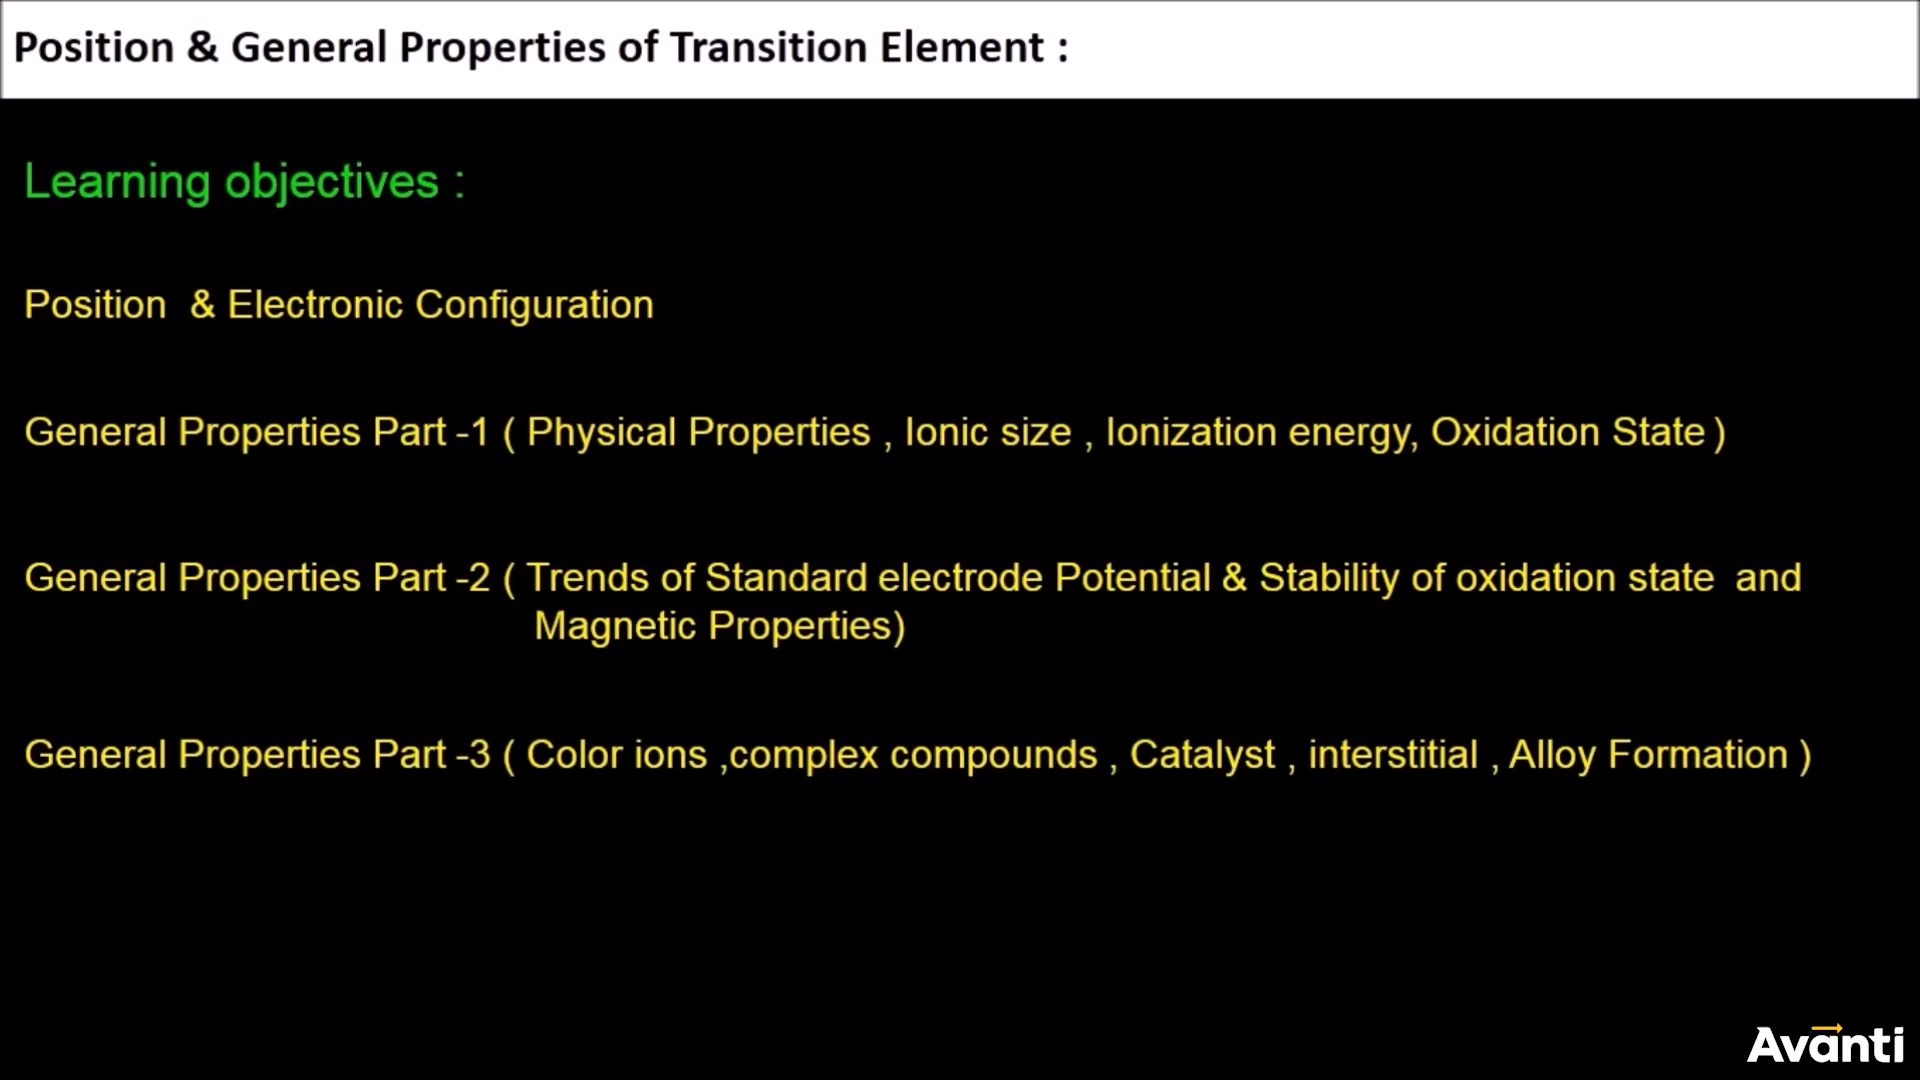 Position & General Properties of Transition Element :
Learning objectives :
Position & Electronic Configuration
General Properties Part -1 ( Physical Properties , Ionic size , Ionization energy, Oxidation State )
General Properties Part -2 ( Trends of Standard electrode Potential & Stability of oxidation state and
Magnetic Properties)
General Properties Part -3 ( Color ions ,complex compounds , Catalyst , interstitial , Alloy Formation )
Avanti